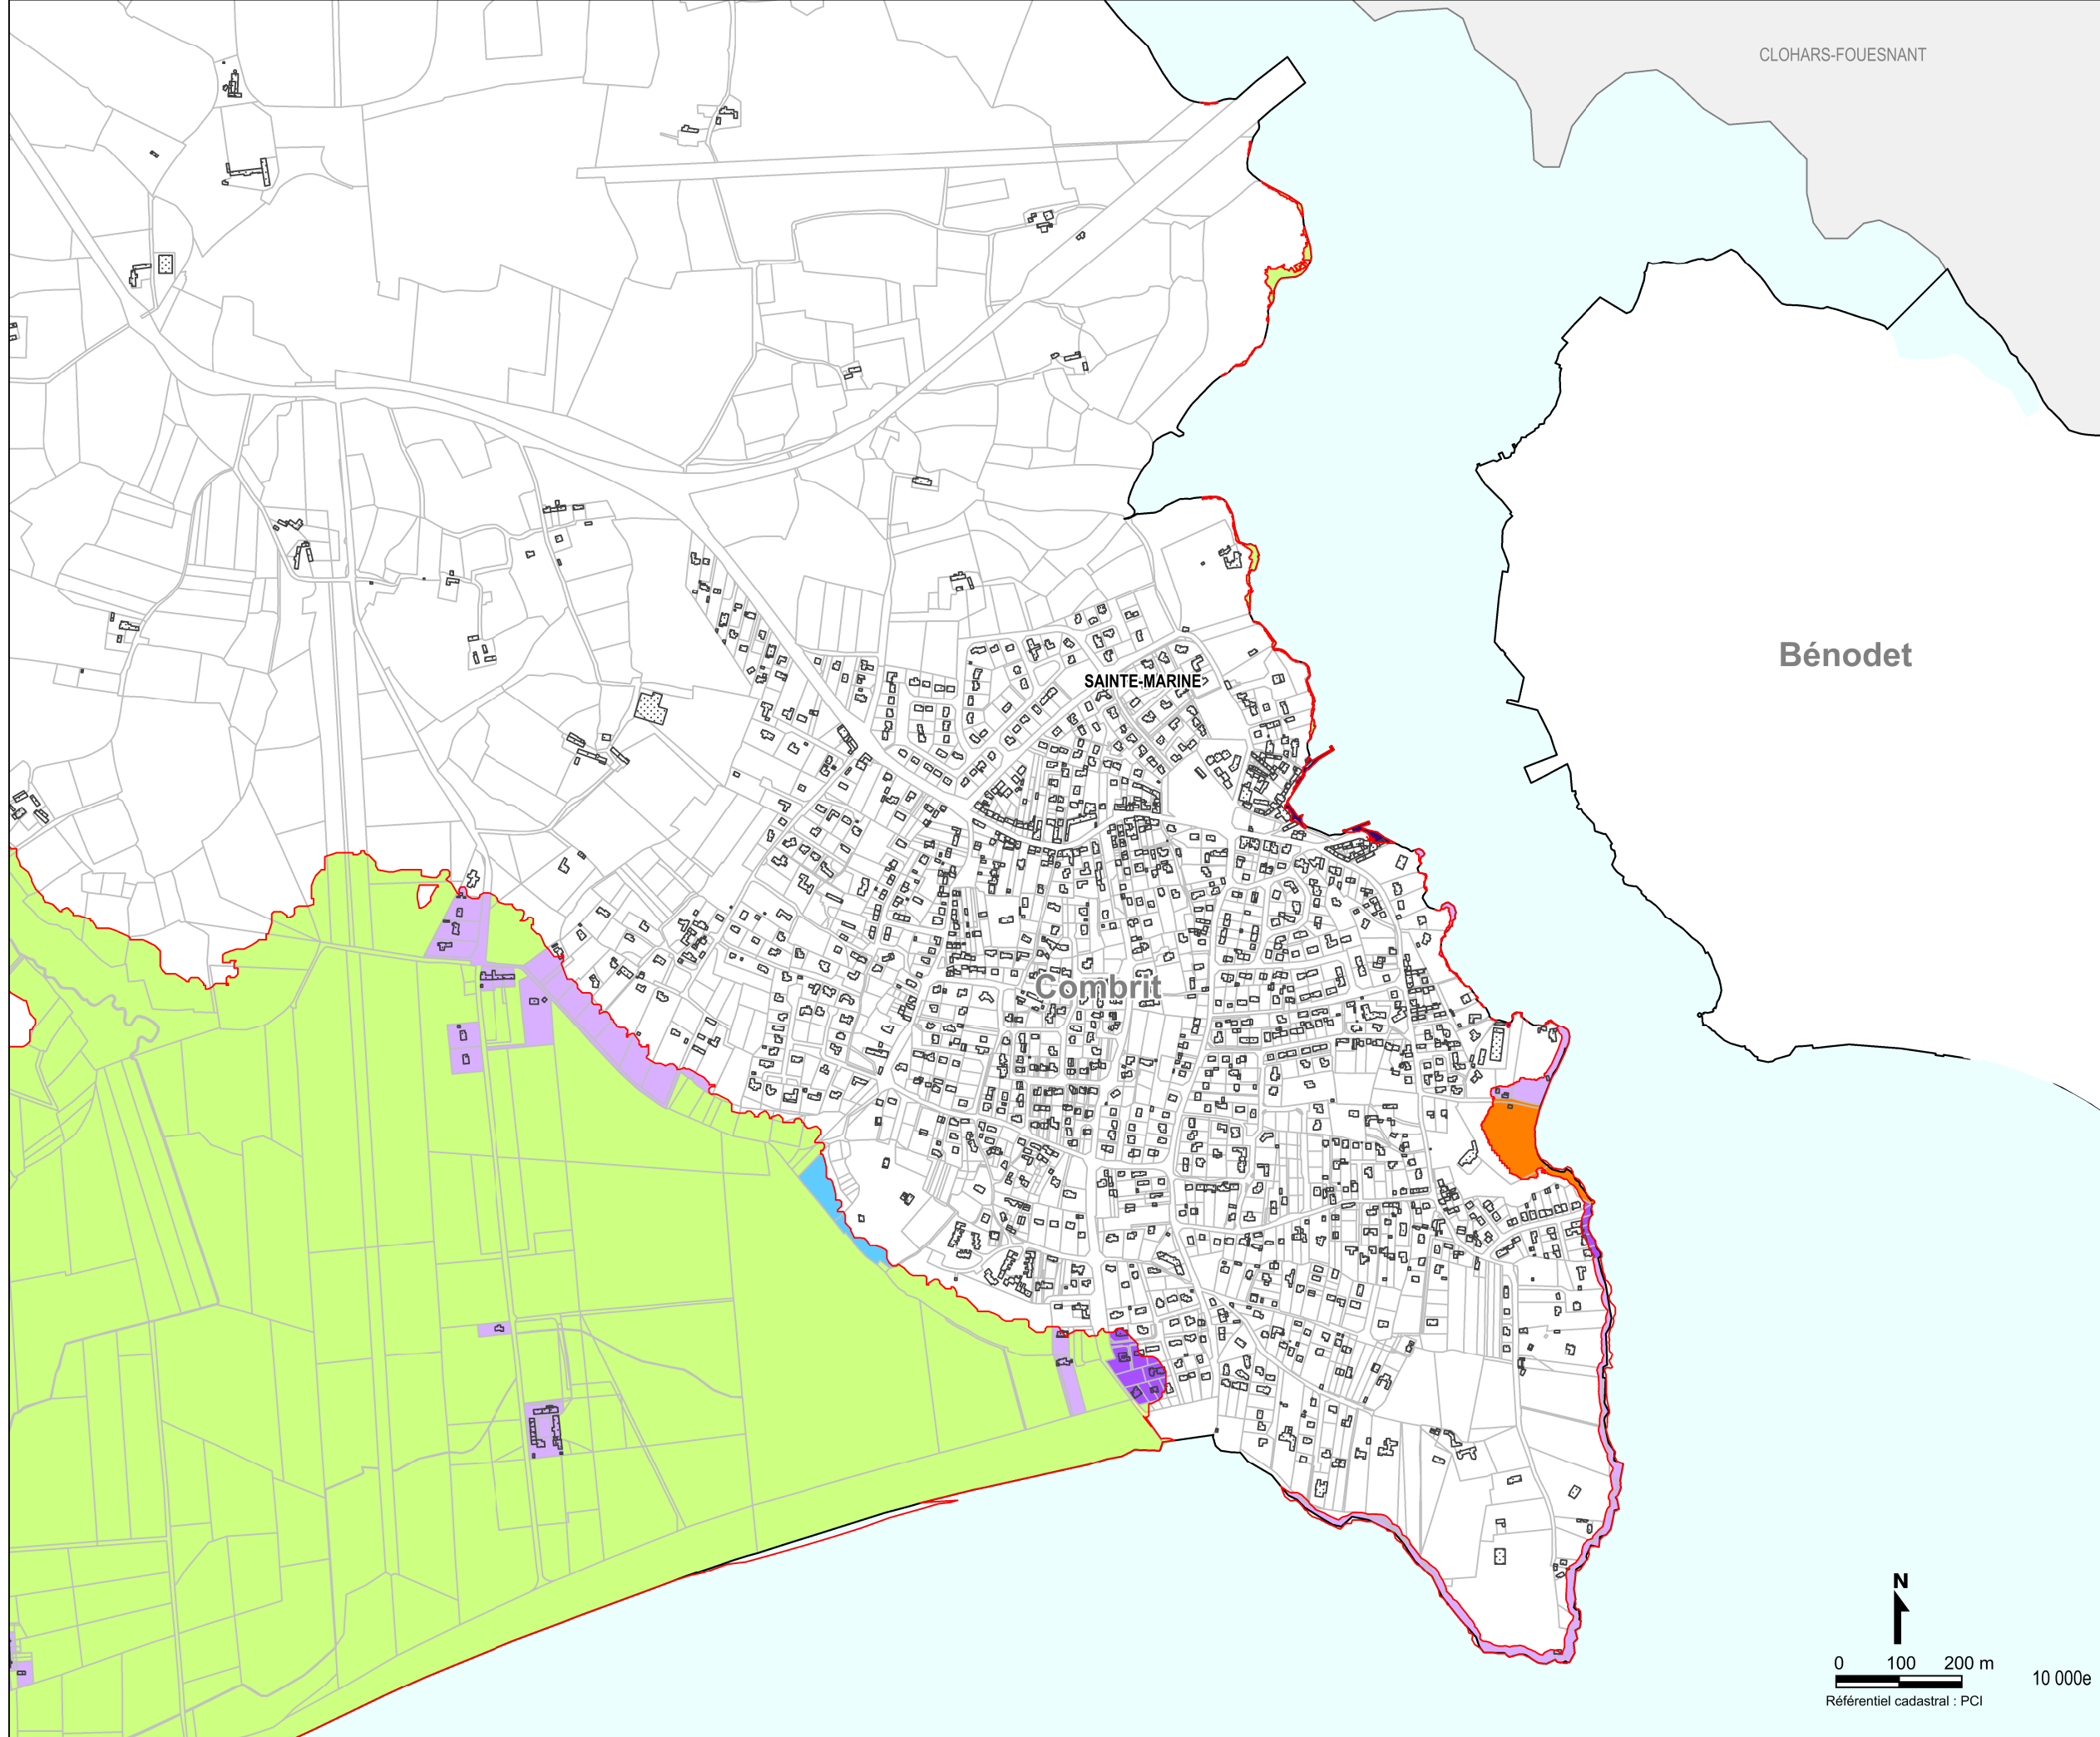 CLOHARS-FOUESNANT
Bénodet
SAINTE-MARINE
Combrit
N
0 100 200 m
10 000e
Référentiel cadastral : PCI